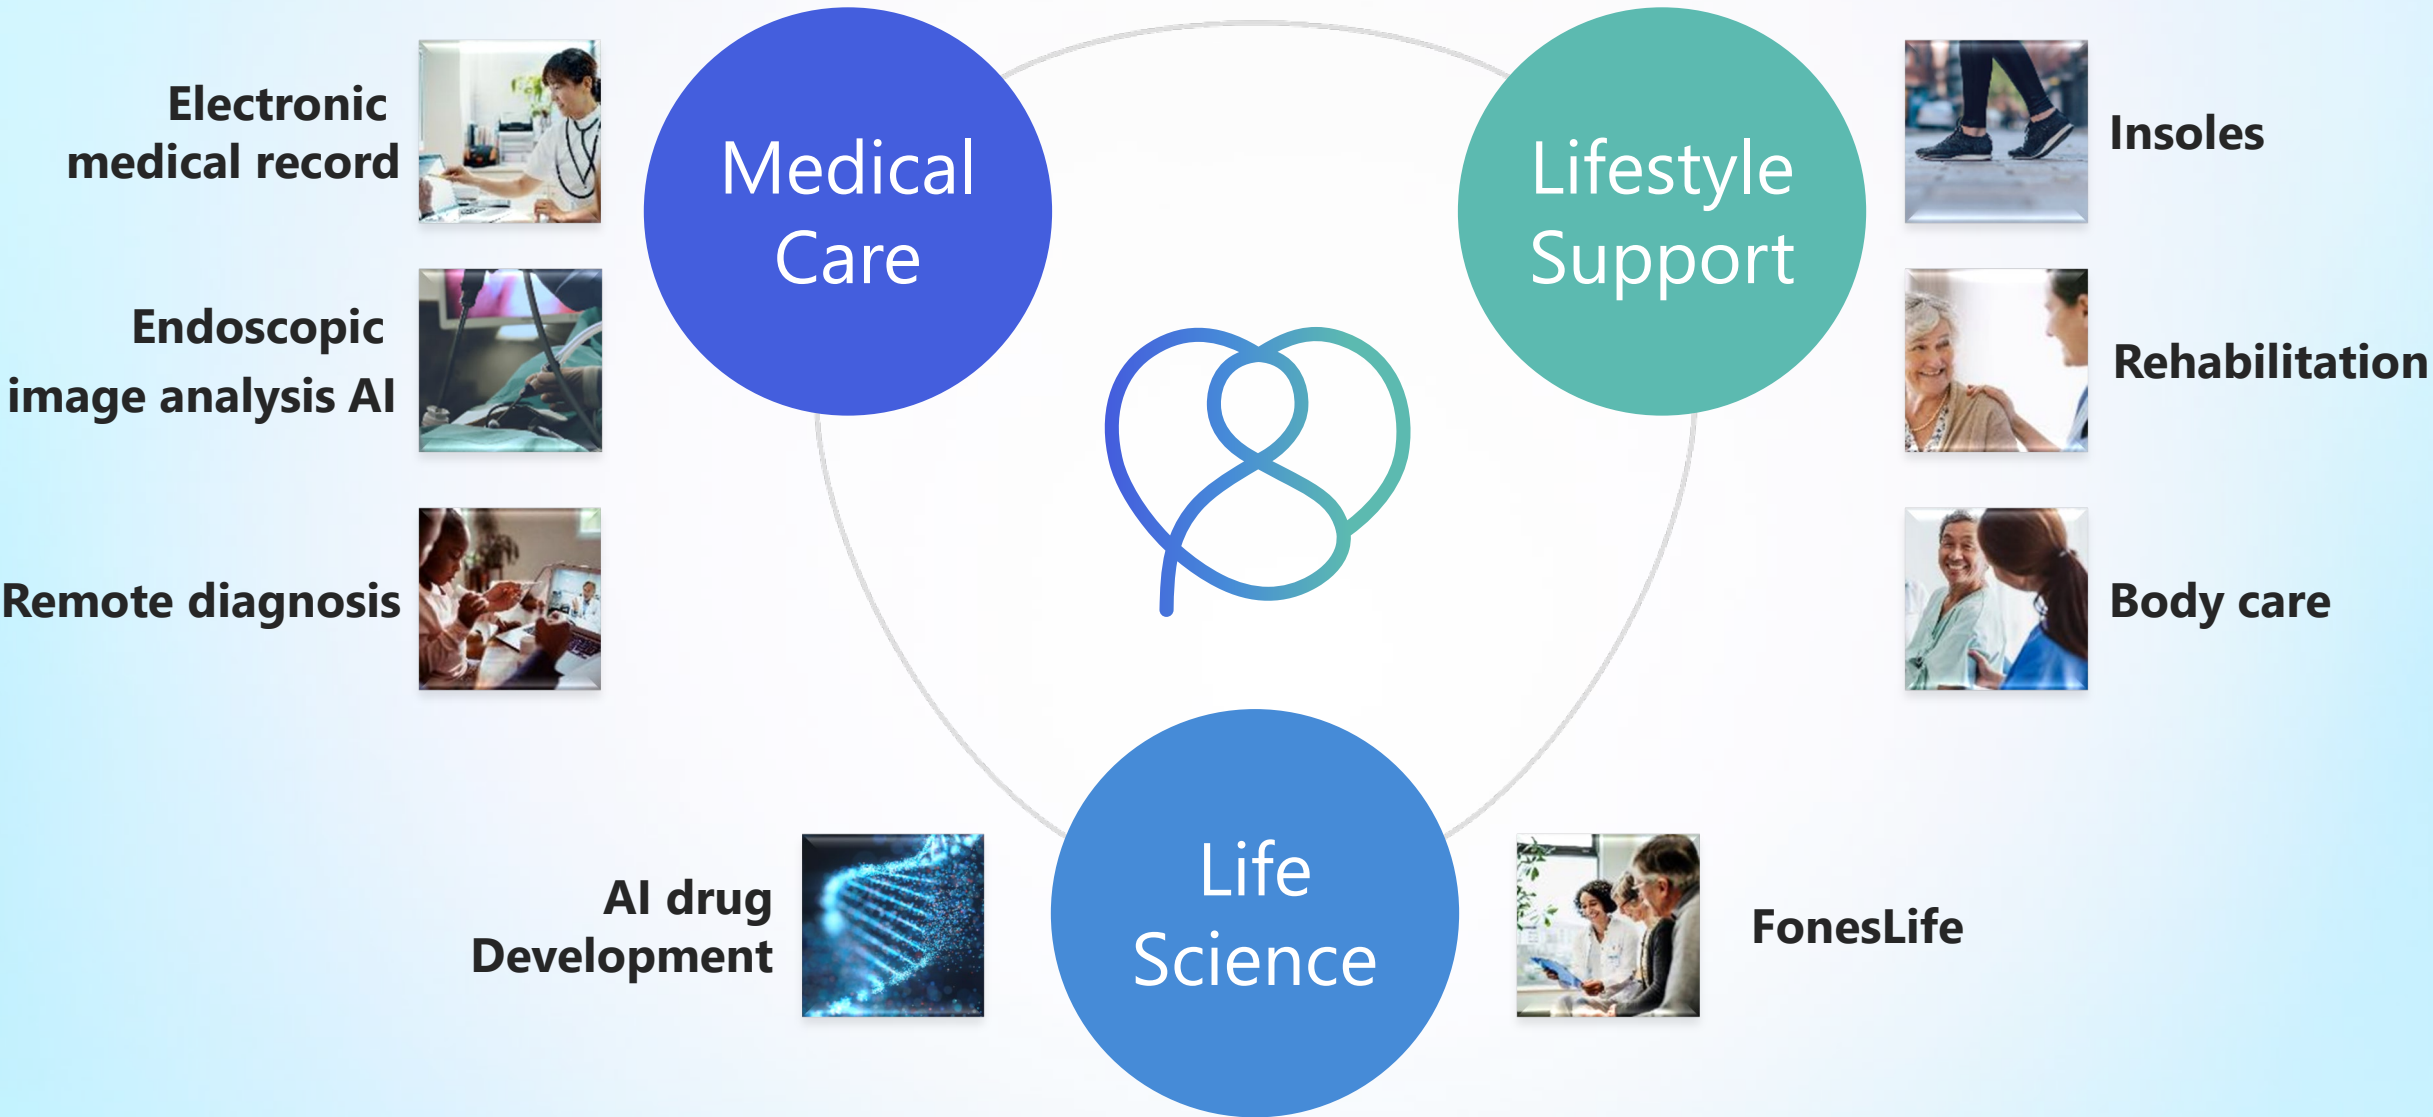 Electronic
medical record
Endoscopic
image analysis AI
Remote diagnosis
Medical
Care
Lifestyle
Support
Insoles
Rehabilitation
Body care
AI drug
Development
Life
Science
FonesLife